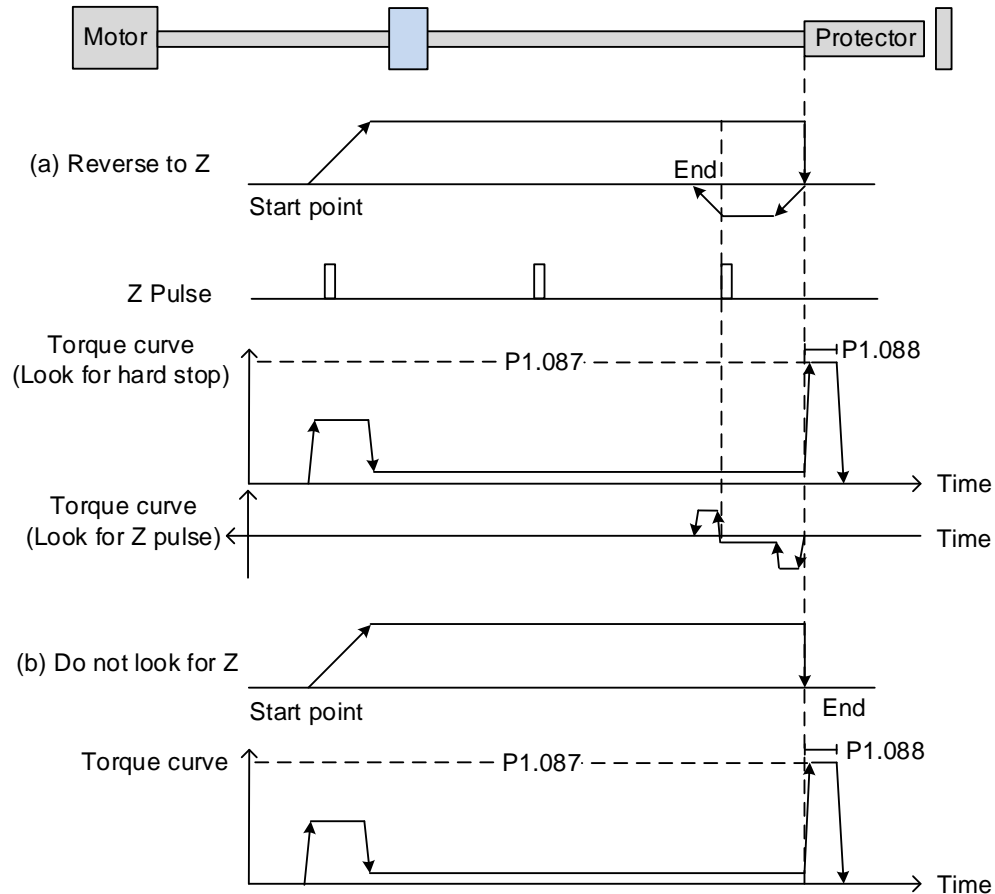 Motor
Protector
(a) Reverse to Z
End
Start point
Z Pulse
Torque curve
(Look for hard stop)
P1.087
P1.088
Time
Torque curve
(Look for Z pulse)
Time
(b) Do not look for Z
Start point
End
Torque curve
P1.087
P1.088
Time